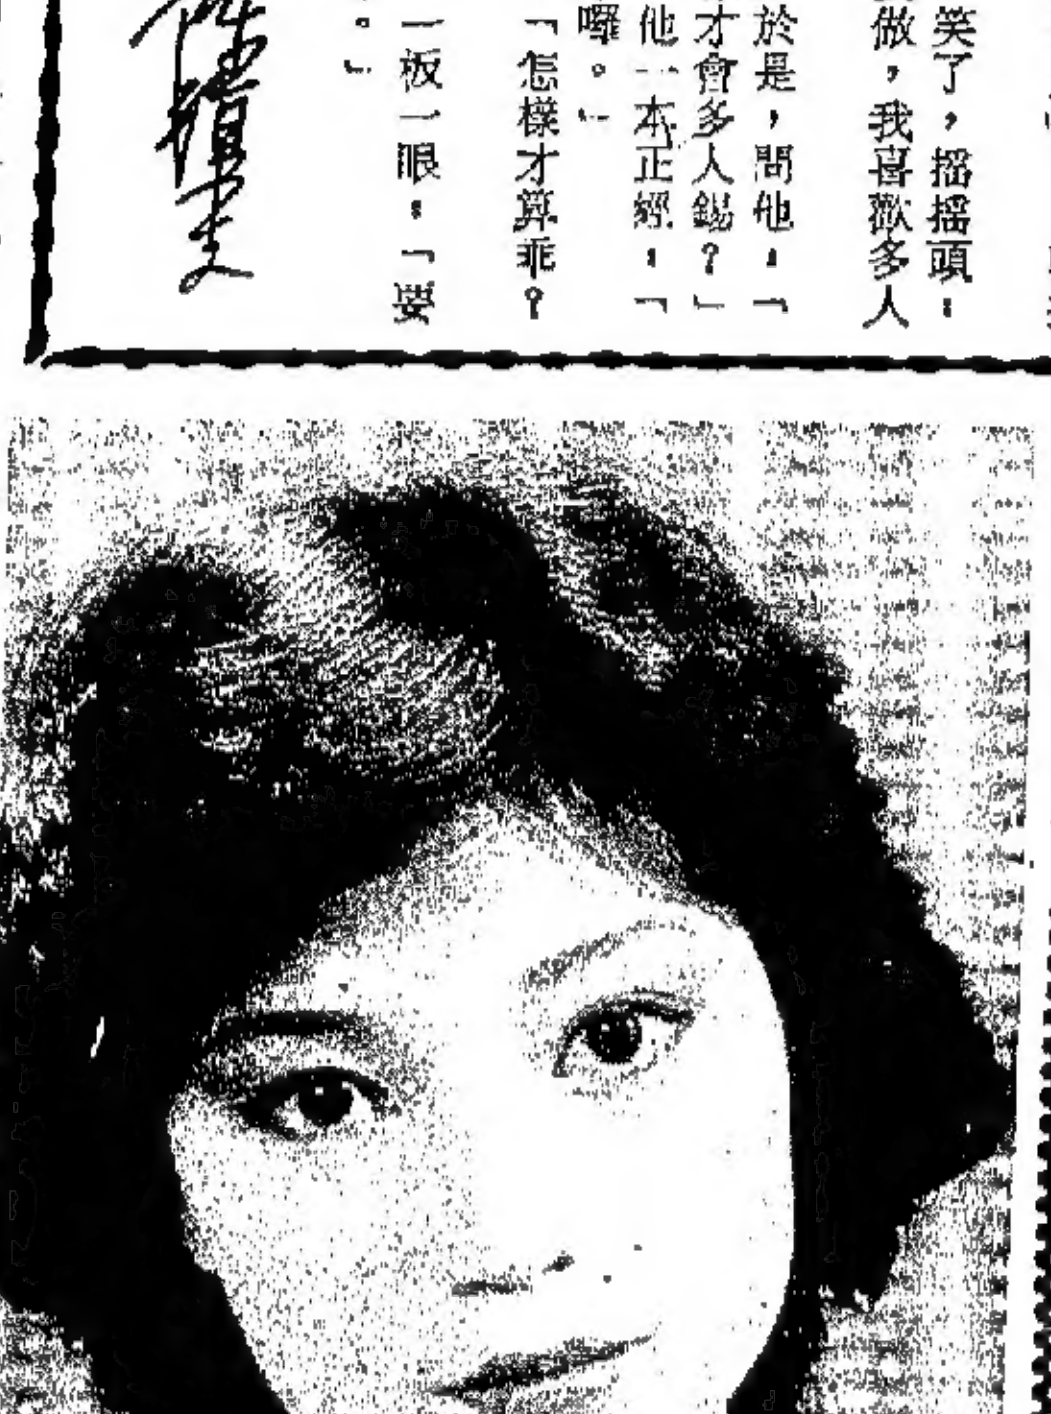 笑了，搖搖頭：
做，我喜歡多人
於是，問他：「
才會多人錫？」
他一本正經：「
囉。」
「怎樣才算乖？
一板一眼：「要
。」